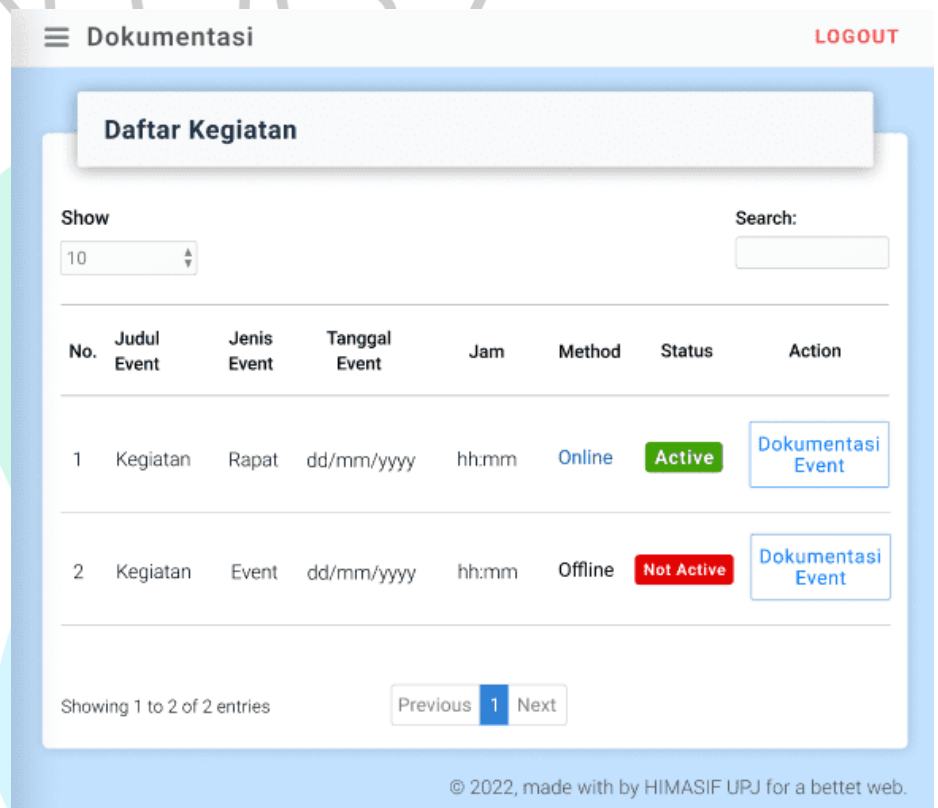 Dokumentasi LOGOUT
Daftar Kegiatan
Show Search:
10
No. Judul Event Jenis Event Tanggal Event Jam Method Status Action
1 Kegiatan Rapat dd/mm/yyyy hh:mm Online Active Dokumentasi Event
2 Kegiatan Event dd/mm/yyyy hh:mm Offline Not Active Dokumentasi Event
Showing 1 to 2 of 2 entries Previous 1 Next
© 2022, made with by HIMASIF UPJ for a bettet web.